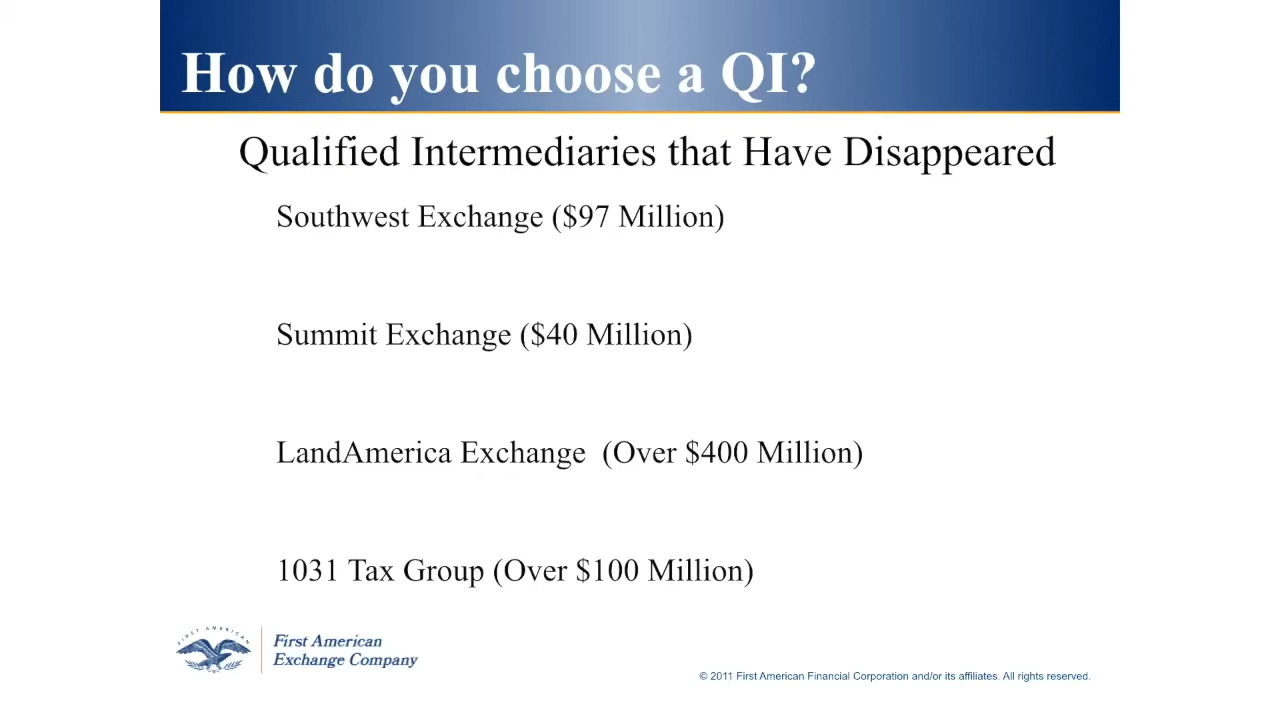 How do you choose a QI?
Qualified Intermediaries that Have Disappeared
Southwest Exchange ($97 Million)
Summit Exchange ($40 Million)
LandAmerica Exchange  (Over $400 Million)
1031 Tax Group (Over $100 Million)
FIRST AMERICAN
First American
Exchange Company
© 2011 First American Financial Corporation and/or its affiliates. All rights reserved.